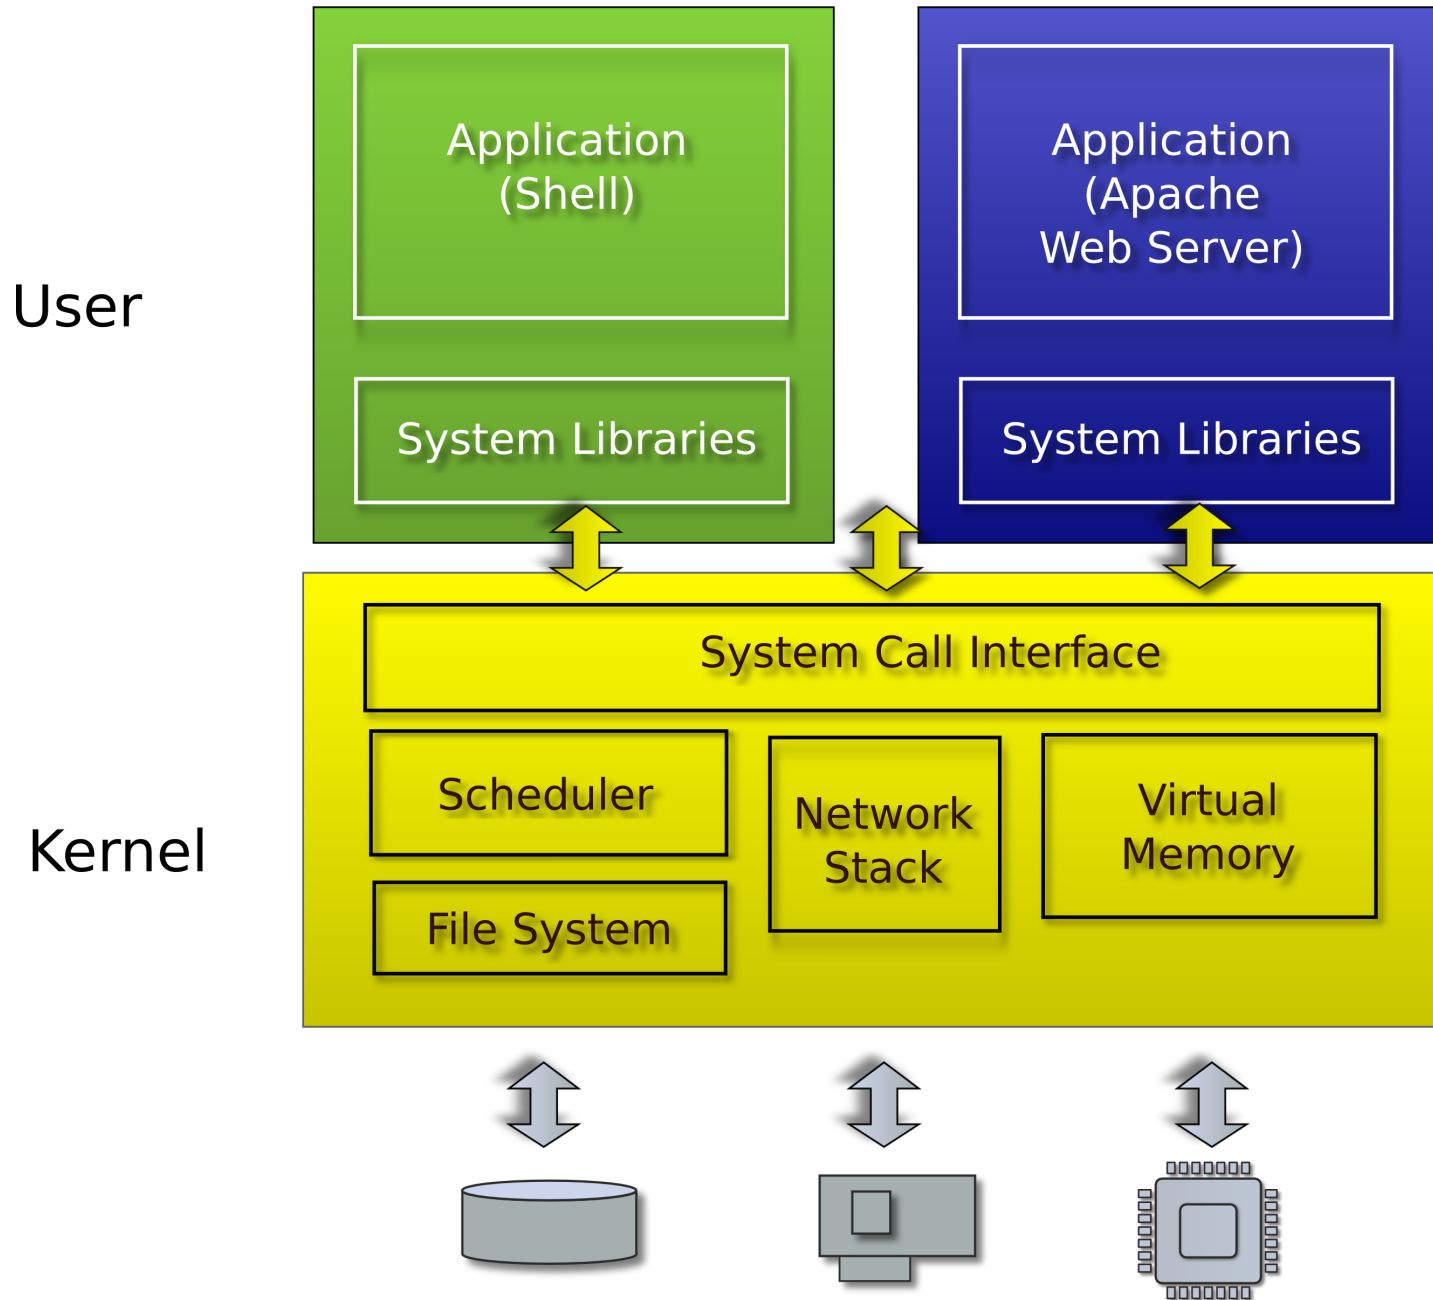 User
Application
(Shell)
System Libraries
Application
(Apache
Web Server)
System Libraries
Kernel
System Call Interface
Scheduler
File System
Network
Stack
Virtual
Memory